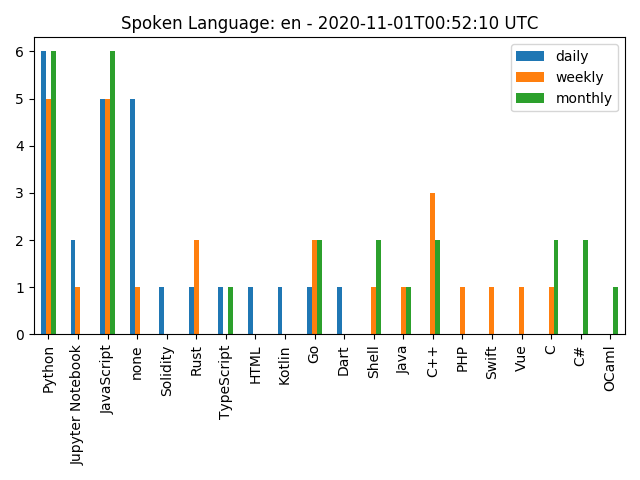 Spoken Language: en - 2020-11-01T00:52:10 UTC
daily
weekly
monthly
6
5
4
3
2
1
0
Python
Jupyter Notebook
JavaScript
none
Solidity
Rust
TypeScript
HTML
Kotlin
Go
Dart
Shell
Java
C++
PHP
Swift
Vue
C
C#
OCaml